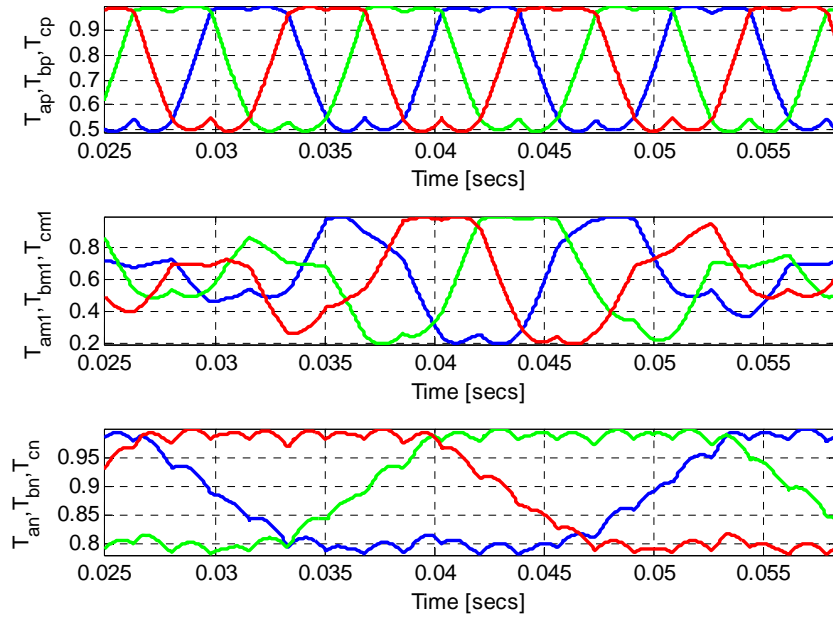 T_ap, T_bp, T_cp
0.9
0.8
0.7
0.6
0.5
0.025 0.03 0.035 0.04 0.045 0.05 0.055
Time [secs]
T_am1, T_bm1, T_cm1
0.8
0.6
0.4
0.2
0.025 0.03 0.035 0.04 0.045 0.05 0.055
Time [secs]
T_an, T_bn, T_cn
0.95
0.9
0.85
0.8
0.025 0.03 0.035 0.04 0.045 0.05 0.055
Time [secs]